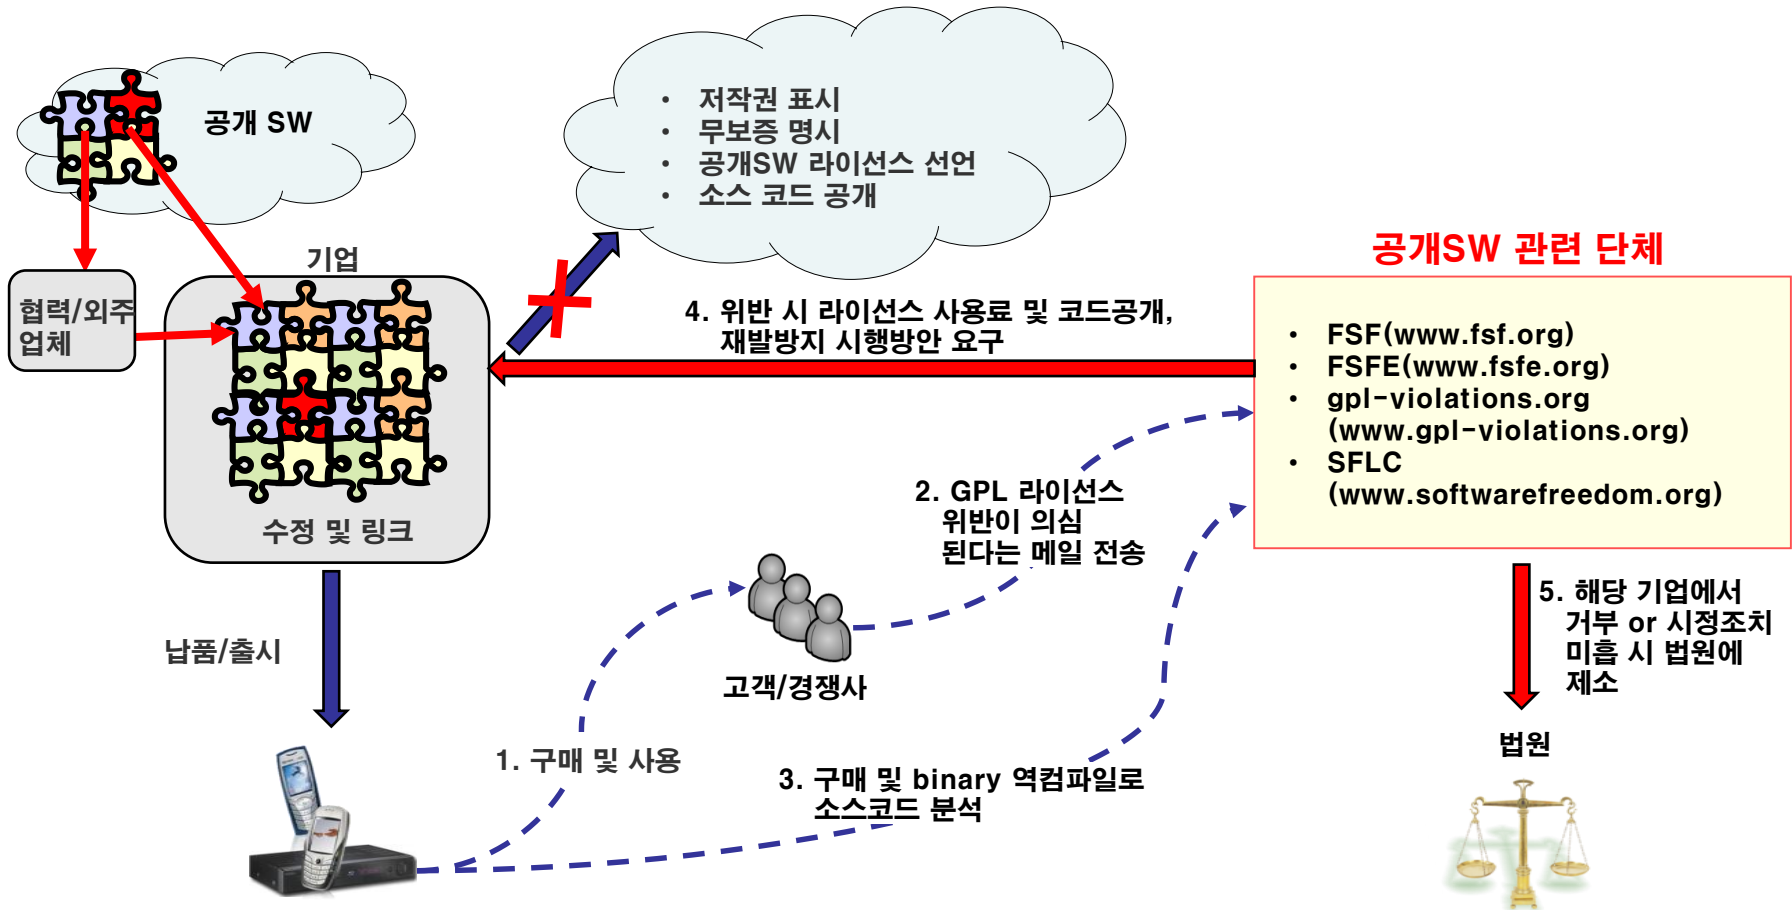 공개 SW
• 저작권 표시
• 무보증 명시
• 공개SW 라이선스 선언
• 소스 코드 공개
기업
협력/외주
업체
수정 및 링크
납품/출시
4. 위반 시 라이선스 사용료 및 코드공개,
재발방지 시행방안 요구
공개SW 관련 단체
• FSF(www.fsf.org)
• FSFE(www.fsfe.org)
• gpl-violations.org
(www.gpl-violations.org)
• SFLC
(www.softwarefreedom.org)
2. GPL 라이선스
위반이 의심
된다는 메일 전송
고객/경쟁사
1. 구매 및 사용
3. 구매 및 binary 역컴파일로
소스코드 분석
5. 해당 기업에서
거부 or 시정조치
미흡 시 법원에
제소
법원